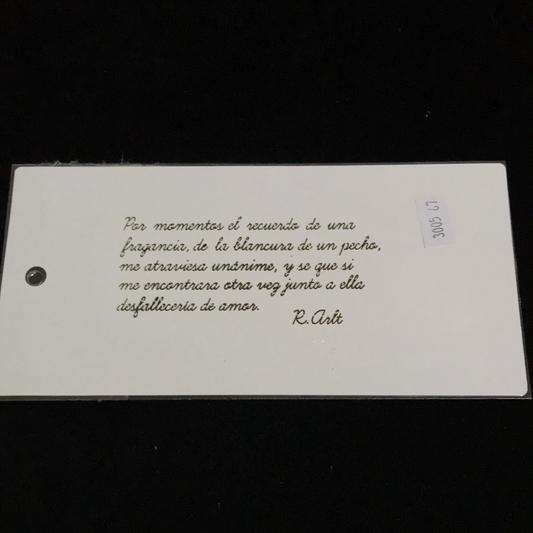 Por momentos el recuerdo de una
fragancia, de la blancura de un pecho,
me atraviesa unánime, y se que si
me encontrara otra vez junto a ella
desfallecería de amor.
R. Arlt
3005 67